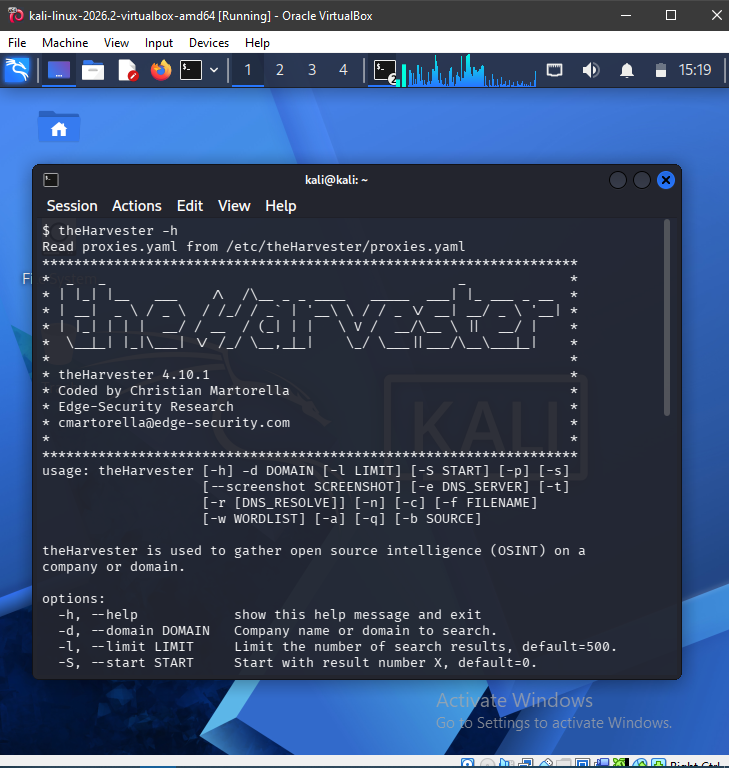 kali-linux-2026.2-virtualbox-amd64 [Running] - Oracle VirtualBox
File Machine View Input Devices Help
1 2 3 4 2 15:19
kali@kali: ~
Session Actions Edit View Help
$ theHarvester -h
Read proxies.yaml from /etc/theHarvester/proxies.yaml
*******************************************************************
* theHarvester 4.10.1 *
* Coded by Christian Martorella *
* Edge-Security Research *
* cmartorella@edge-security.com *
* *
*******************************************************************
usage: theHarvester [-h] -d DOMAIN [-l LIMIT] [-S START] [-p] [-s]
[--screenshot SCREENSHOT] [-e DNS_SERVER] [-t]
[-r [DNS_RESOLVE]] [-n] [-c] [-f FILENAME]
[-w WORDLIST] [-a] [-q] [-b SOURCE]
theHarvester is used to gather open source intelligence (OSINT) on a
company or domain.
options:
-h, --help show this help message and exit
-d, --domain DOMAIN Company name or domain to search.
-l, --limit LIMIT Limit the number of search results, default=500.
-S, --start START Start with result number X, default=0.
KALI
Activate Windows
Go to Settings to activate Windows.
Right Ctrl